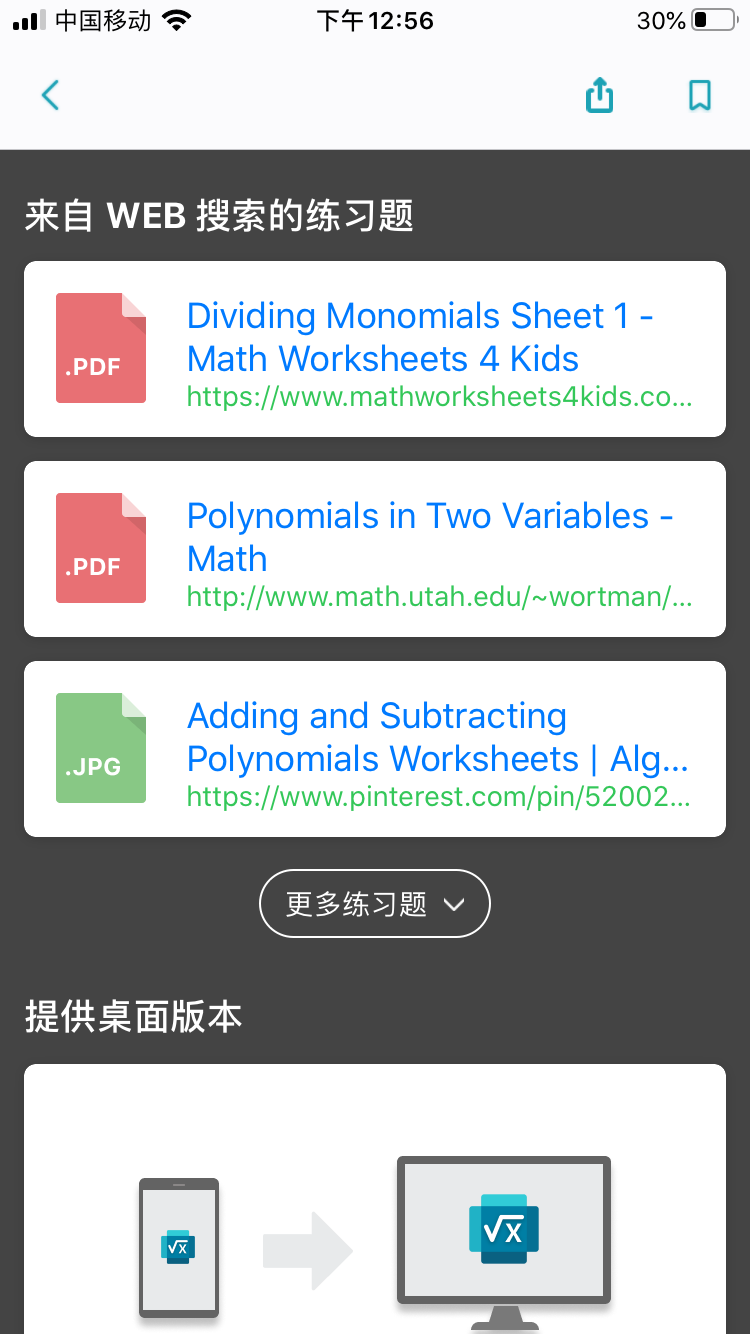 中国移动
下午12:56
30%
来自 WEB 搜索的练习题
.PDF
Dividing Monomials Sheet 1 -
Math Worksheets 4 Kids
https://www.mathworksheets4kids.co...
.PDF
Polynomials in Two Variables -
Math
http://www.math.utah.edu/~wortman/...
.JPG
Adding and Subtracting
Polynomials Worksheets | Alg...
https://www.pinterest.com/pin/52002...
更多练习题
提供桌面版本
√x
√x